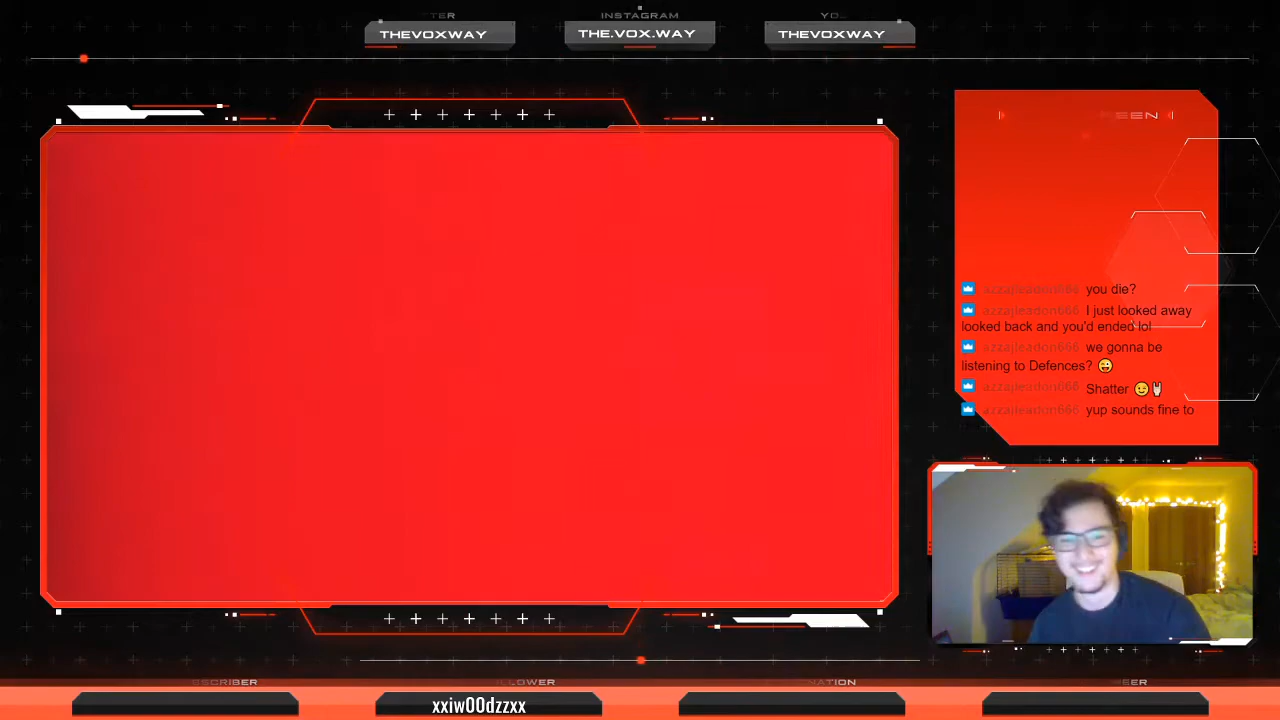 INSTAGRAM
THEVOXWAY
THE.VOX.WAY
THEVOXWAY
you die?
I just looked away
looked back and you'd ended lol
we gonna be
listening to Defences? 😛
Shatter 😉🤘
azzajleadon666 yup sounds fine to
xxiw00dzzxx